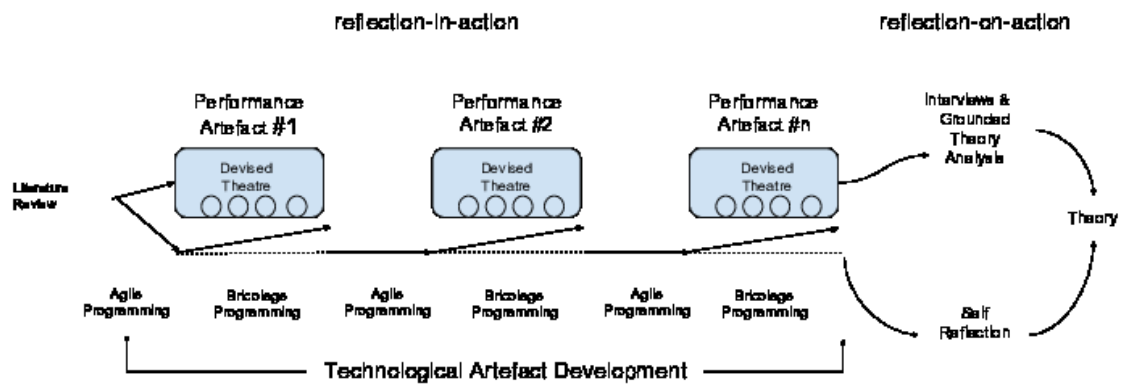 reflection-in-action
reflection-on-action
Performance
Artefact #1
Performance
Artefact #2
Performance
Artefact #n
Interviews &
Grounded
Theory
Analysis
Devised
Theatre
Devised
Theatre
Devised
Theatre
Literature
Review
Theory
Agile
Programming
Bricolage
Programming
Agile
Programming
Bricolage
Programming
Agile
Programming
Bricolage
Programming
Self
Reflection
Technological Artefact Development